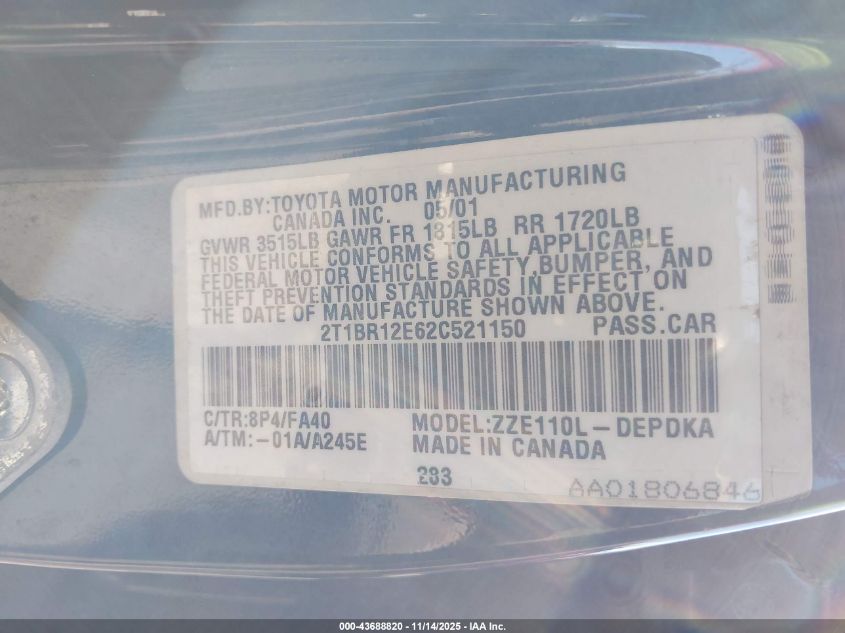 MFD.BY:TOYOTA MOTOR MANUFACTURING
CANADA INC. 05/01
GVWR 3515LB GAWR FR 1815LB RR 1720LB
THIS VEHICLE CONFORMS TO ALL APPLICABLE
FEDERAL MOTOR VEHICLE SAFETY,BUMPER, AND
THEFT PREVENTION STANDARDS IN EFFECT ON
THE DATE OF MANUFACTURE SHOWN ABOVE.
2T1BR12E62C521150 PASS.CAR
C/TR:8P4/FA40 MODEL:ZZE110L-DEPDKA
A/TM:-01A/A245E MADE IN CANADA
283
AA01806846
000-43688820 - 11/14/2025 - IAA Inc.